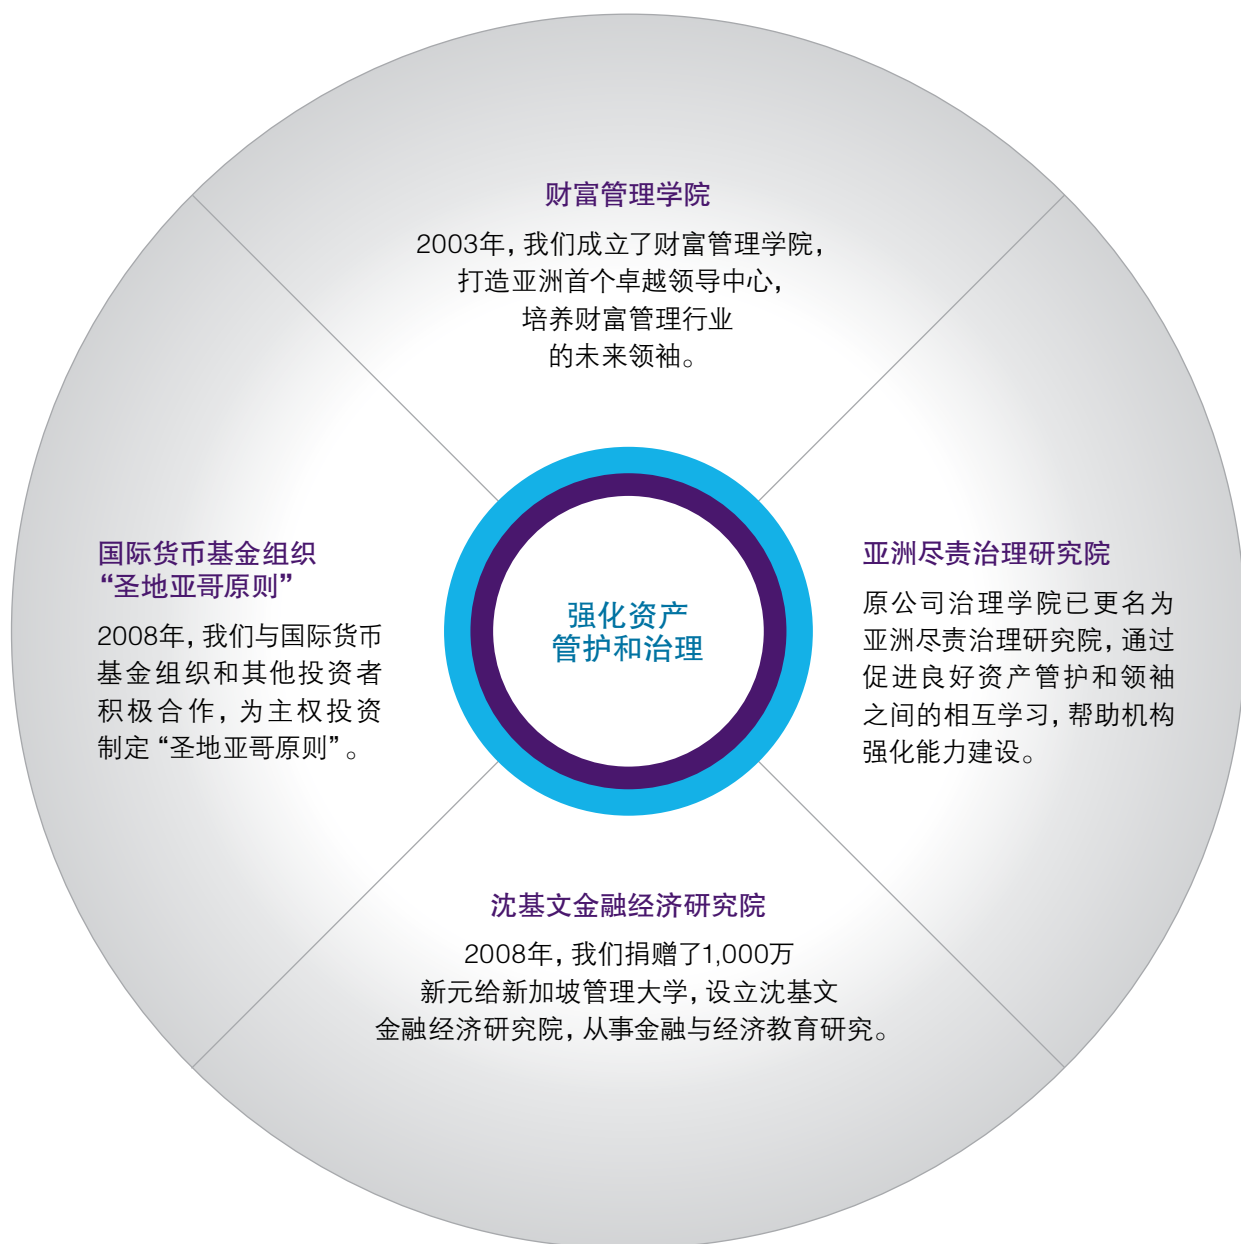 财富管理学院
2003年，我们成立了财富管理学院，
打造亚洲首个卓越领导中心，
培养财富管理行业
的未来领袖。
国际货币基金组织
“圣地亚哥原则”
2008年，我们与国际货币
基金组织和其他投资者
积极合作，为主权投资
制定“圣地亚哥原则”。
强化资产
管护和治理
亚洲尽责治理研究院
原公司治理学院已更名为
亚洲尽责治理研究院，通过
促进良好资产管护和领袖
之间的相互学习，帮助机构
强化能力建设。
沈基文金融经济研究院
2008年，我们捐赠了1,000万
新元给新加坡管理大学，设立沈基文
金融经济研究院，从事金融与经济教育研究。